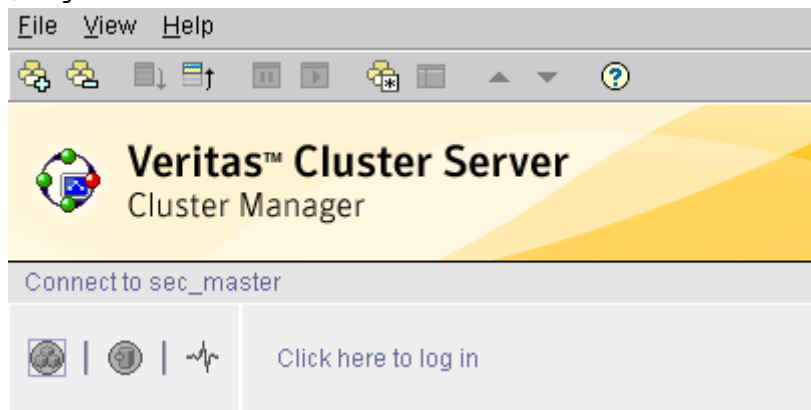 File View Help
Veritas™ Cluster Server
Cluster Manager
Connect to sec_master
Click here to log in